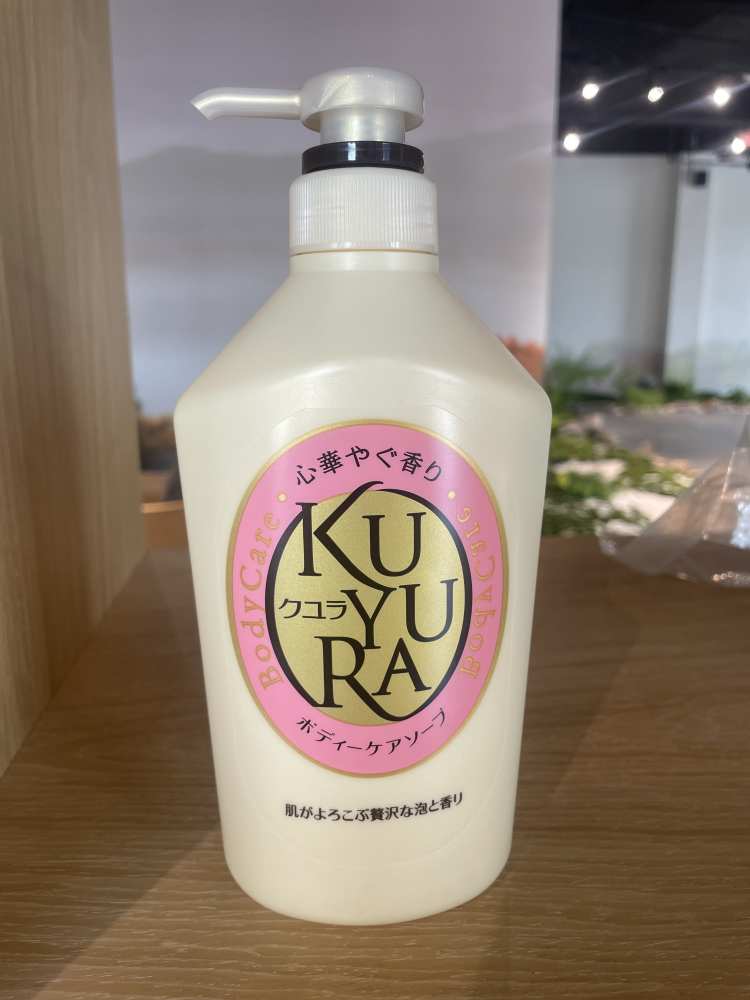 心華やぐ香り
BodyCare
BodyCare
KU
クユラ
YU
RA
ボディーケアソープ
肌がよろこぶ贅沢な泡と香り